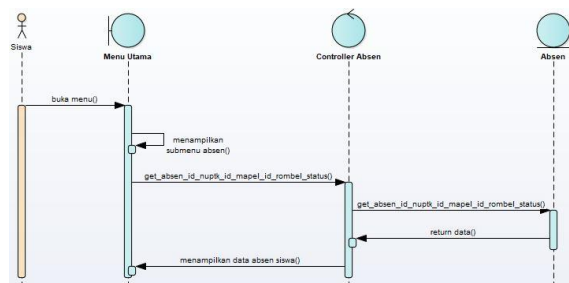 Siswa
Menu Utama
Controller Absen
Absen
buka menu()
menampilkan
submenu absen()
get_absen_id_nuptk_id_mapel_id_rombel_status()
get_absen_id_nuptk_id_mapel_id_rombel_status()
return data()
menampilkan data absen siswa()